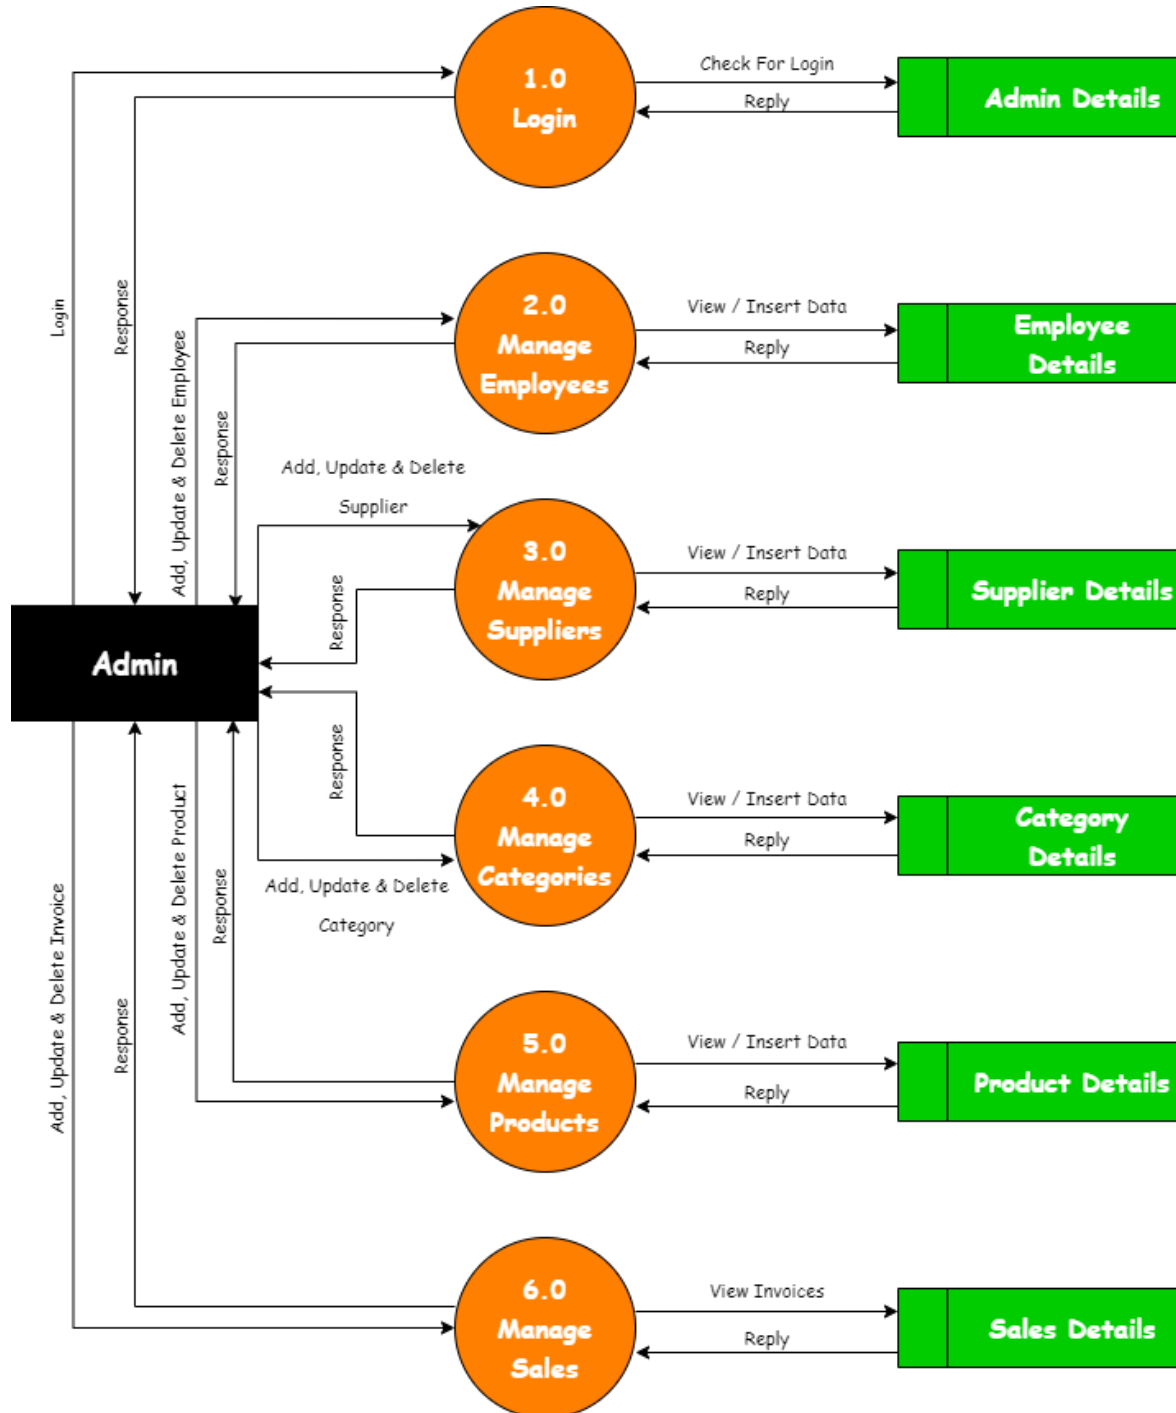 1.0
Login
Check For Login
Reply
Admin Details
Login
Response
2.0
Manage
Employees
View / Insert Data
Reply
Employee
Details
Add, Update & Delete Employee
Response
Add, Update & Delete
Supplier
3.0
Manage
Suppliers
View / Insert Data
Reply
Supplier Details
Response
Admin
Response
4.0
Manage
Categories
View / Insert Data
Reply
Category
Details
Add, Update & Delete
Category
Add, Update & Delete Product
Response
5.0
Manage
Products
View / Insert Data
Reply
Product Details
Add, Update & Delete Invoice
Response
6.0
Manage
Sales
View Invoices
Reply
Sales Details